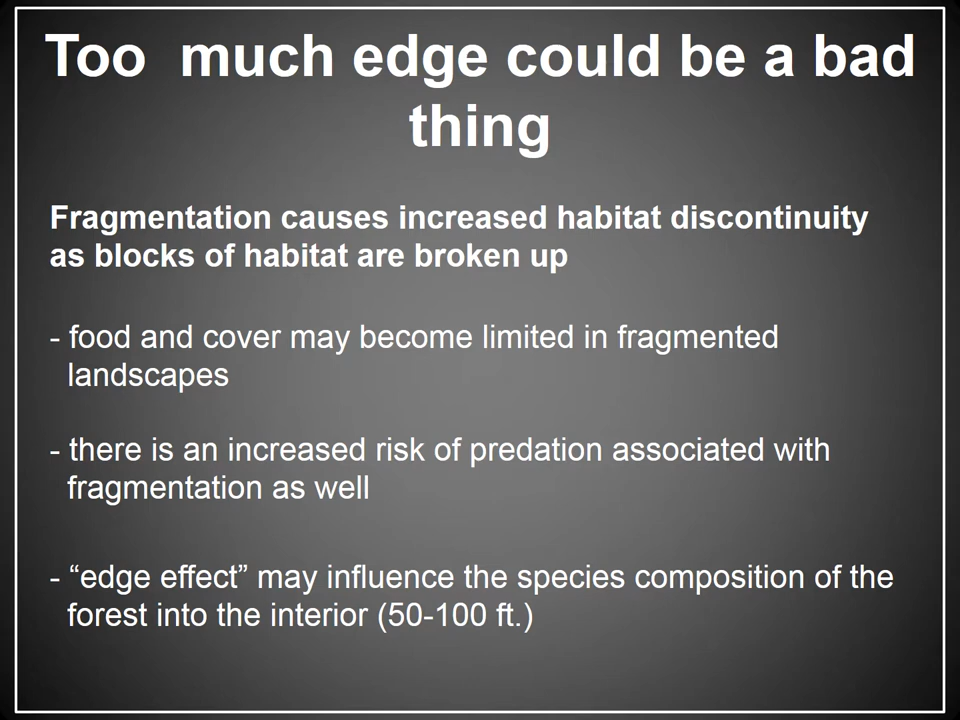 Too  much edge could be a bad
thing
Fragmentation causes increased habitat discontinuity
as blocks of habitat are broken up
- food and cover may become limited in fragmented
landscapes
- there is an increased risk of predation associated with
fragmentation as well
- “edge effect” may influence the species composition of the
forest into the interior (50-100 ft.)